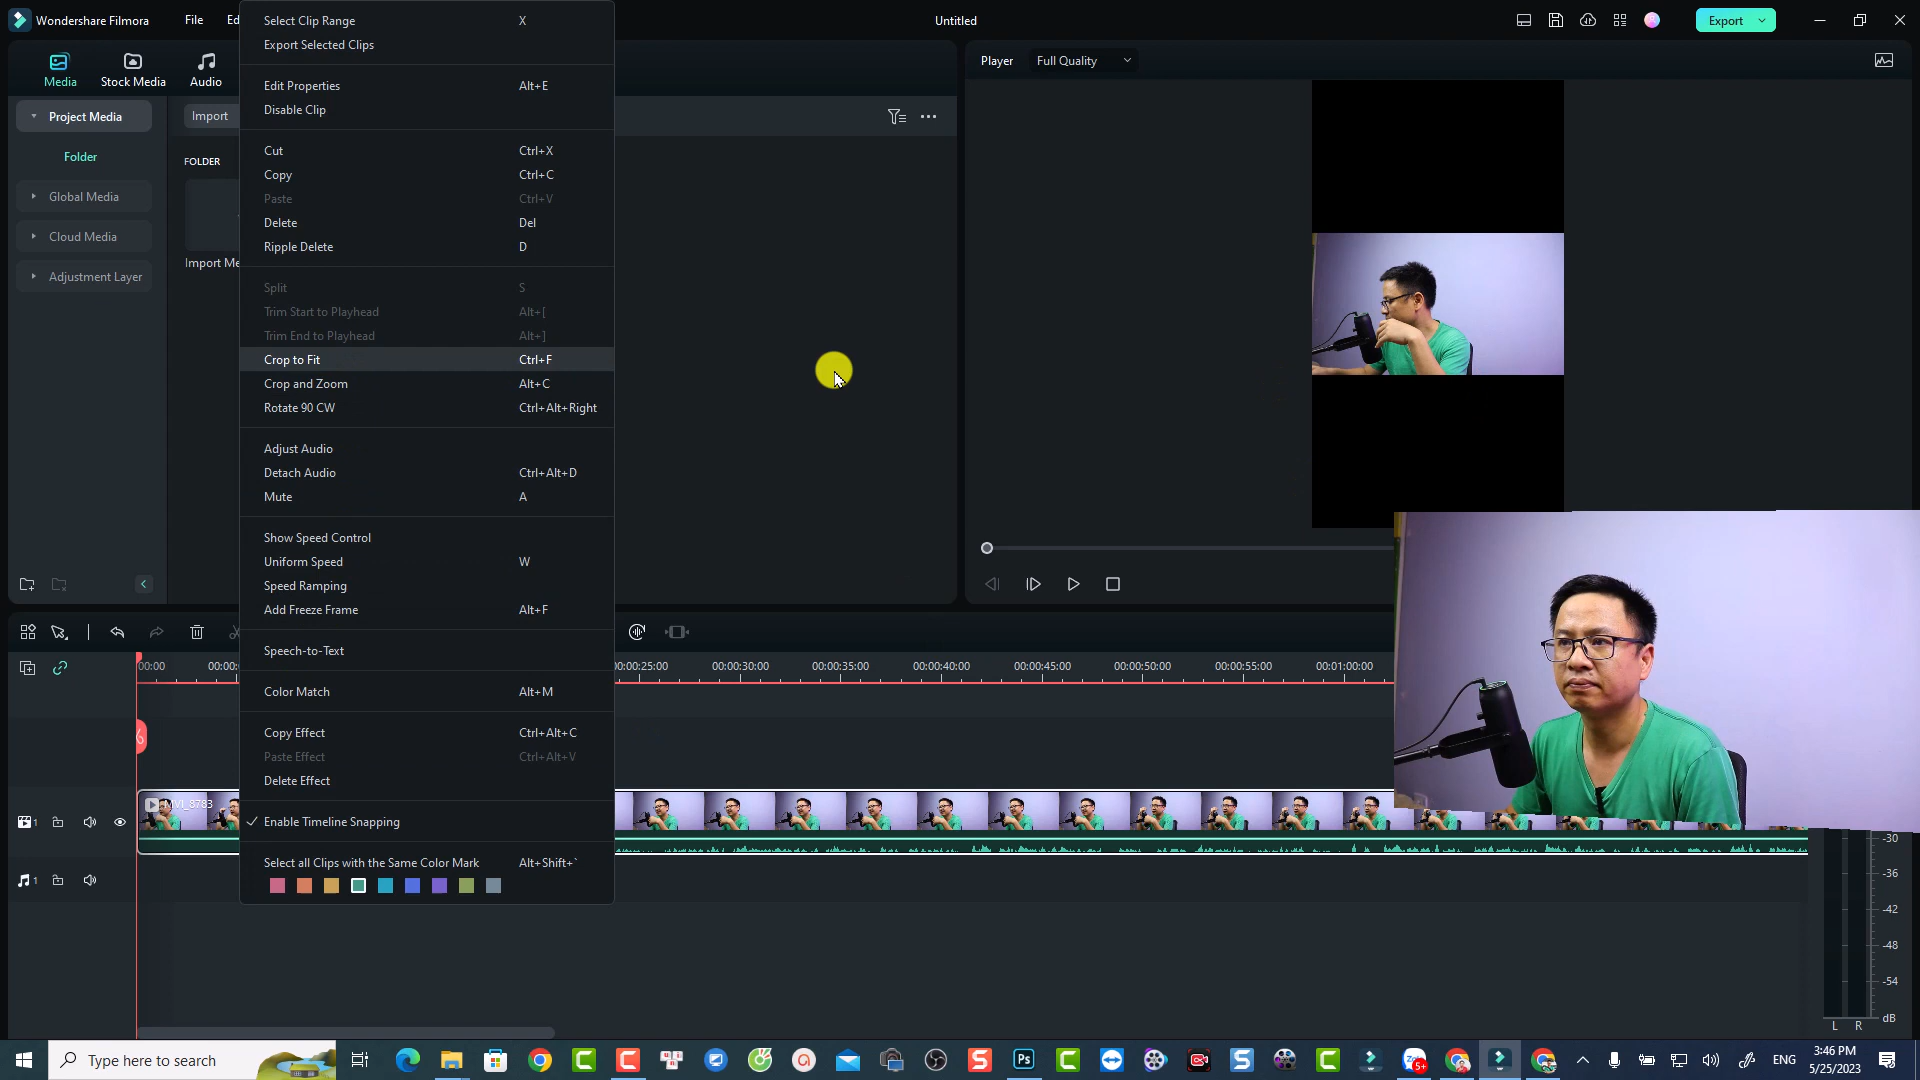 Wondershare Filmora
File
Ed
Untitled
Export
Media
Stock Media
Audio
Player
Full Quality
Project Media
Folder
Global Media
Cloud Media
Adjustment Layer
Import
FOLDER
Import Me
Select Clip Range X
Export Selected Clips
Edit Properties Alt+E
Disable Clip
Cut Ctrl+X
Copy Ctrl+C
Paste Ctrl+V
Delete Del
Ripple Delete D
Split S
Trim Start to Playhead Alt+[
Trim End to Playhead Alt+]
Crop to Fit Ctrl+F
Crop and Zoom Alt+C
Rotate 90 CW Ctrl+Alt+Right
Adjust Audio
Detach Audio Ctrl+Alt+D
Mute A
Show Speed Control
Uniform Speed W
Speed Ramping
Add Freeze Frame Alt+F
Speech-to-Text
Color Match Alt+M
Copy Effect Ctrl+Alt+C
Paste Effect Ctrl+Alt+V
Delete Effect
Enable Timeline Snapping
Select all Clips with the Same Color Mark Alt+Shift+`
00:00 00:00:0 0:00:25:00 00:00:30:00 00:00:35:00 00:00:40:00 00:00:45:00 00:00:50:00 00:00:55:00 00:01:00:00
MVI_8783
1
1
-30
-36
-42
-48
-54
dB
L R
Type here to search
5+
ENG
3:46 PM
5/25/2023